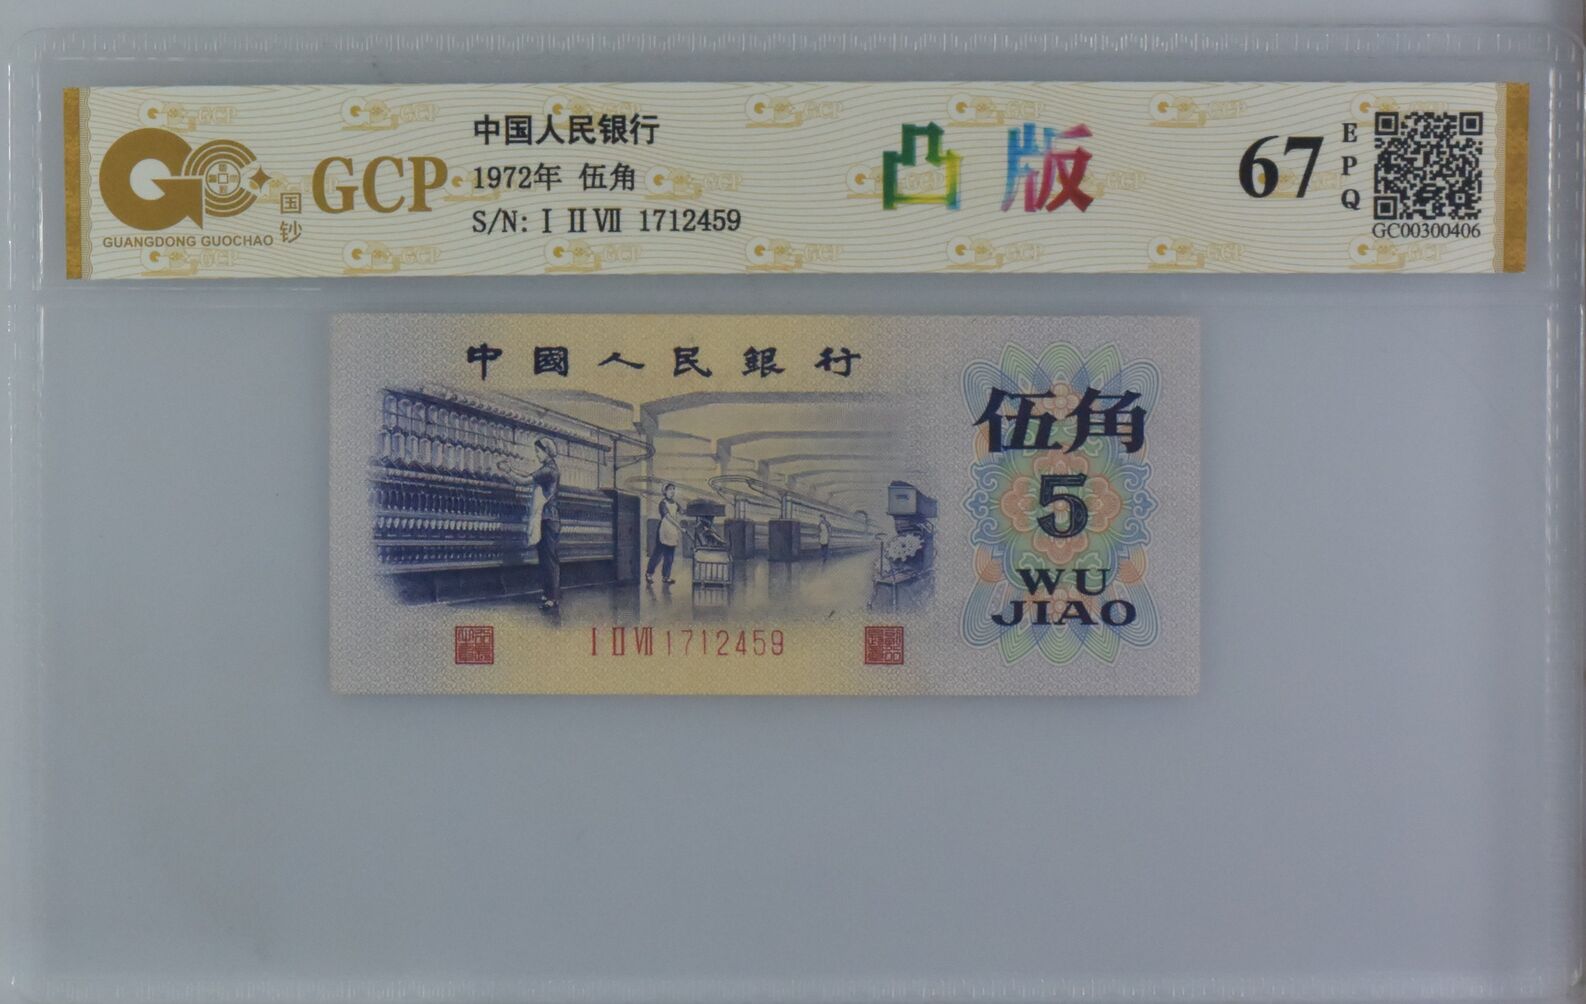 GCP
国钞
GUANGDONG GUOCHAO
中国人民银行
1972年 伍角
S/N: Ⅰ Ⅱ Ⅶ 1712459
凸版
67
EPQ
GC00300406
中國人民銀行
伍角
5
WU
JIAO
Ⅰ Ⅱ Ⅶ 1712459